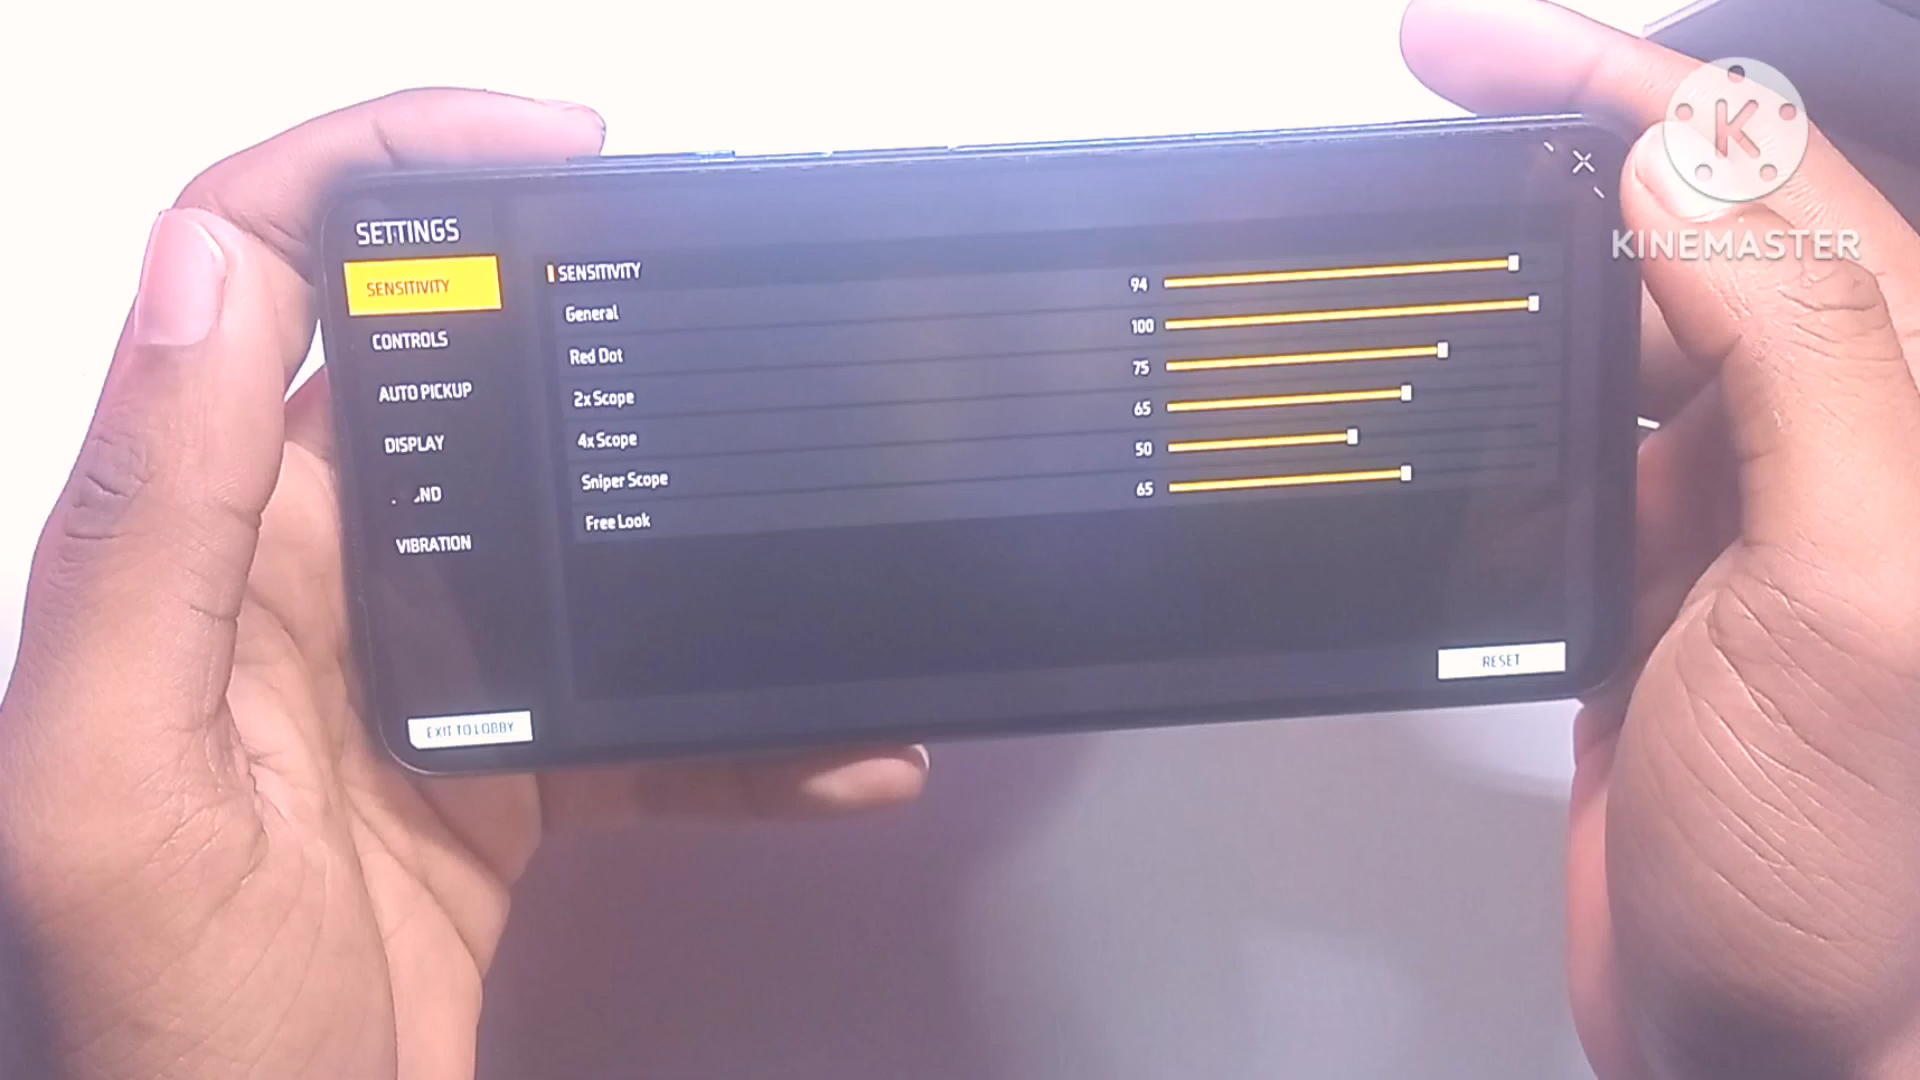 SETTINGS
SENSITIVITY
CONTROLS
AUTO PICKUP
DISPLAY
VIBRATION
EXIT TO LOBBY
SENSITIVITY
General 94
Red Dot 100
2x Scope 75
4x Scope 65
Sniper Scope 50
Free Look 65
RESET
K
KINEMASTER